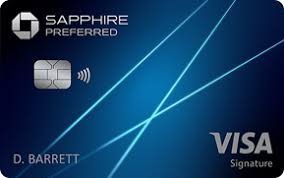 SAPPHIRE
PREFERRED
VISA
D. BARRETT
Signature